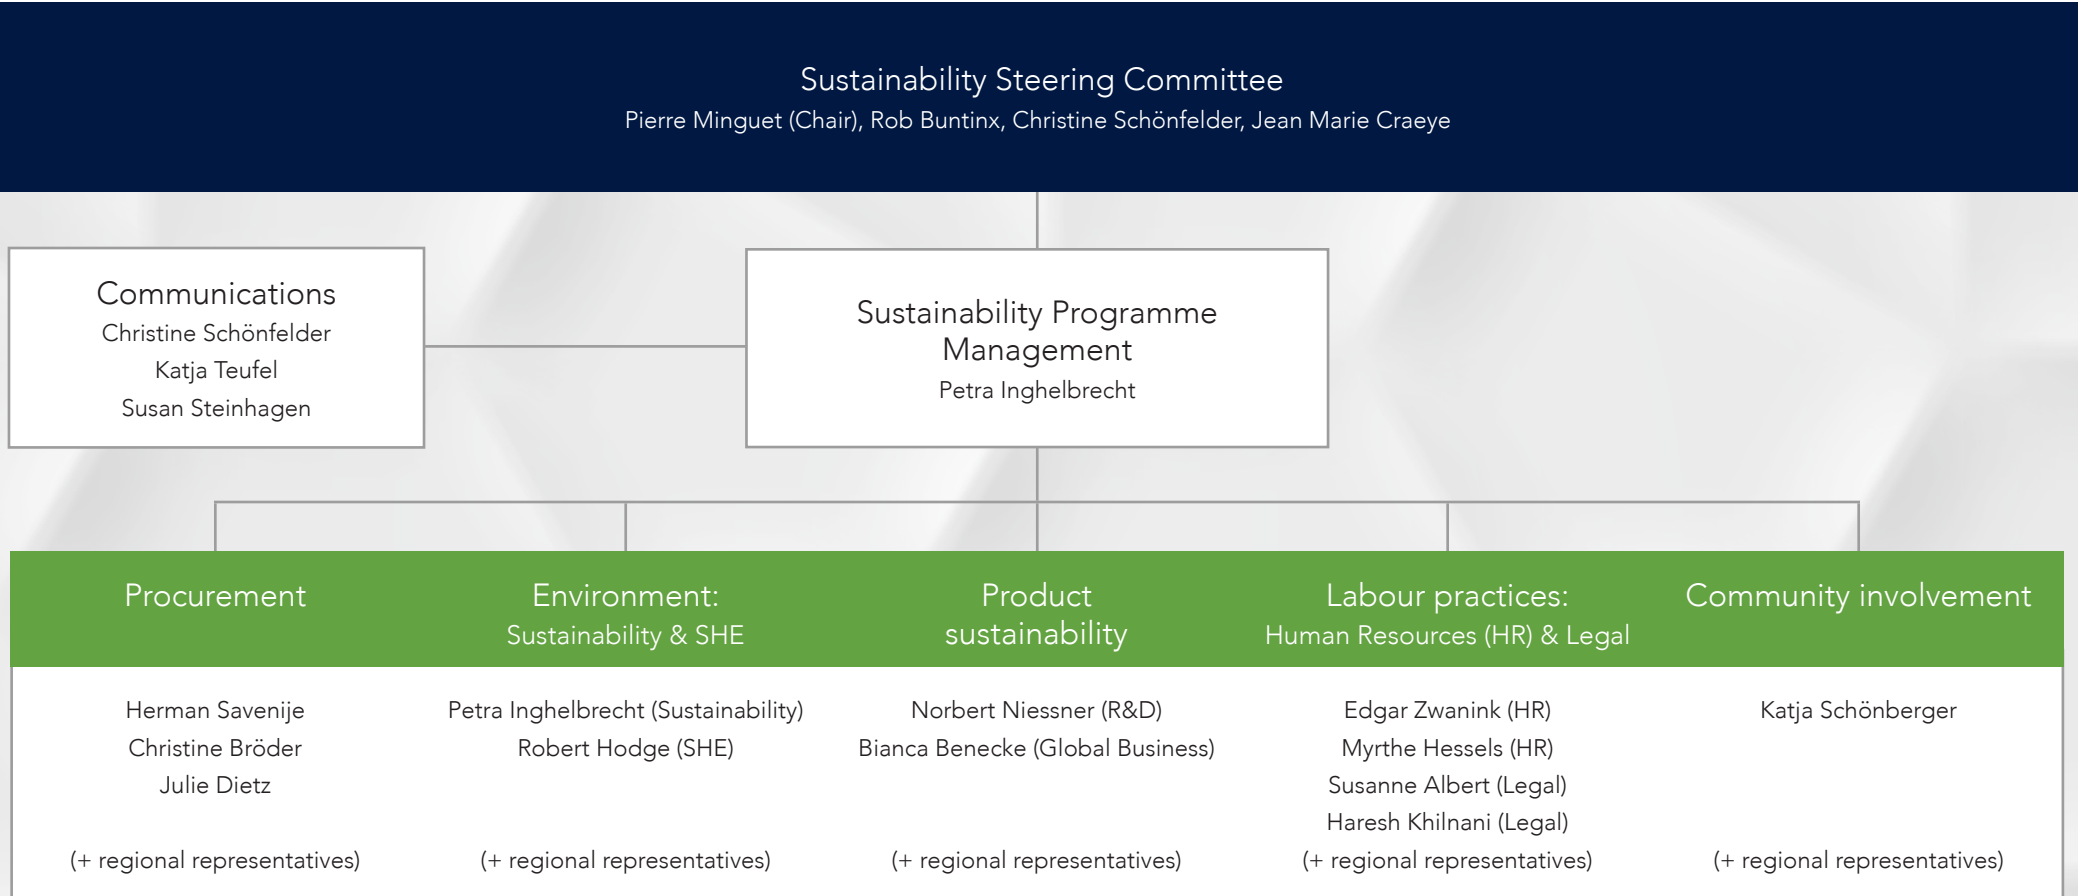 Sustainability Steering Committee
Pierre Minguet (Chair), Rob Buntinx, Christine Schönfelder, Jean Marie Craeye
Communications
Christine Schönfelder
Katja Teufel
Susan Steinhagen
Sustainability Programme
Management
Petra Inghelbrecht
Procurement
Herman Savenije
Christine Bröder
Julie Dietz
(+ regional representatives)
Environment:
Sustainability & SHE
Petra Inghelbrecht (Sustainability)
Robert Hodge (SHE)
(+ regional representatives)
Product
sustainability
Norbert Niessner (R&D)
Bianca Benecke (Global Business)
(+ regional representatives)
Labour practices:
Human Resources (HR) & Legal
Edgar Zwanink (HR)
Myrthe Hessels (HR)
Susanne Albert (Legal)
Haresh Khilnani (Legal)
(+ regional representatives)
Community involvement
Katja Schönberger
(+ regional representatives)